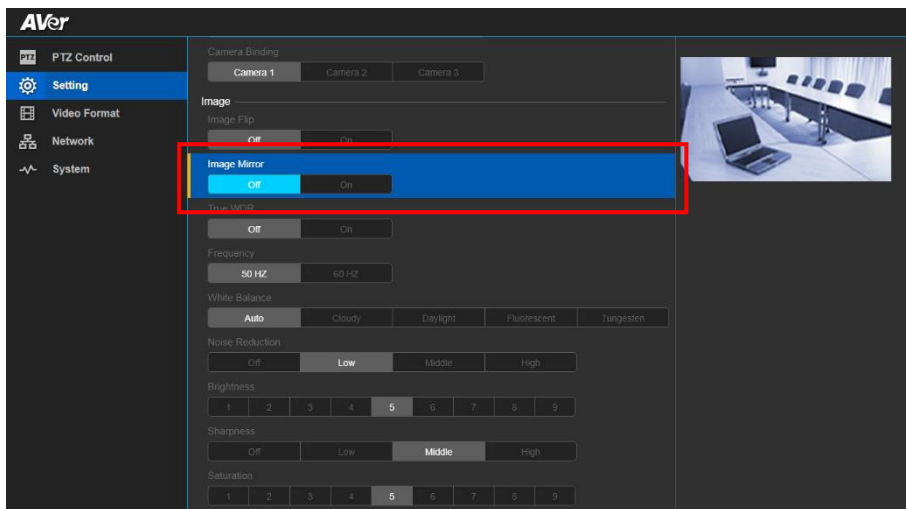 AVer
PTZ PTZ Control
Setting
Video Format
Network
System
Camera Binding
Camera 1 Camera 2 Camera 3
Image
Image Flip
Off On
Image Mirror
Off On
True WDR
Off On
Frequency
50 HZ 60 HZ
White Balance
Auto Cloudy Daylight Fluorescent Tungesten
Noise Reduction
Off Low Middle High
Brightness
1 2 3 4 5 6 7 8 9
Sharpness
Off Low Middle High
Saturation
1 2 3 4 5 6 7 8 9